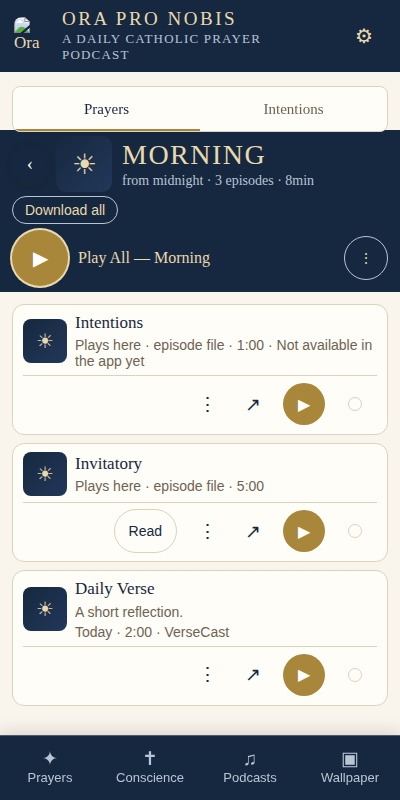 Ora
ORA PRO NOBIS
A DAILY CATHOLIC PRAYER
PODCAST
Prayers
Intentions
MORNING
from midnight · 3 episodes · 8min
Download all
Play All — Morning
Intentions
Plays here · episode file · 1:00 · Not available in
the app yet
Invitatory
Plays here · episode file · 5:00
Read
Daily Verse
A short reflection.
Today · 2:00 · VerseCast
Prayers
Conscience
Podcasts
Wallpaper